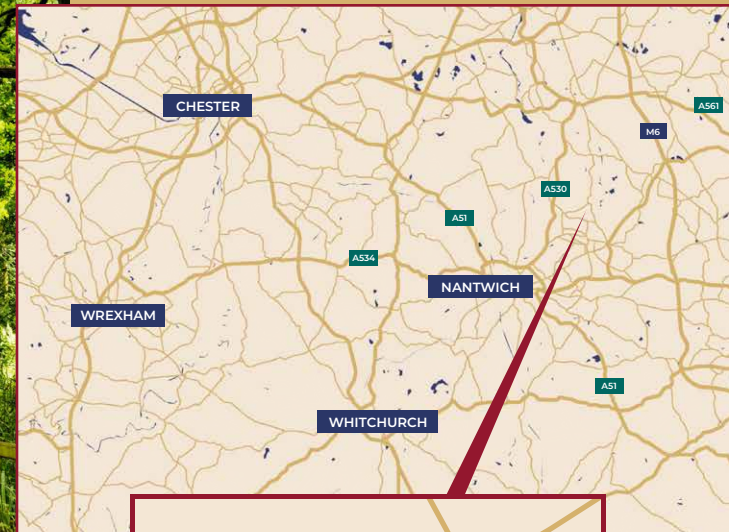 CHESTER
A561
M6
A530
A51
A534
NANTWICH
WREXHAM
A51
WHITCHURCH